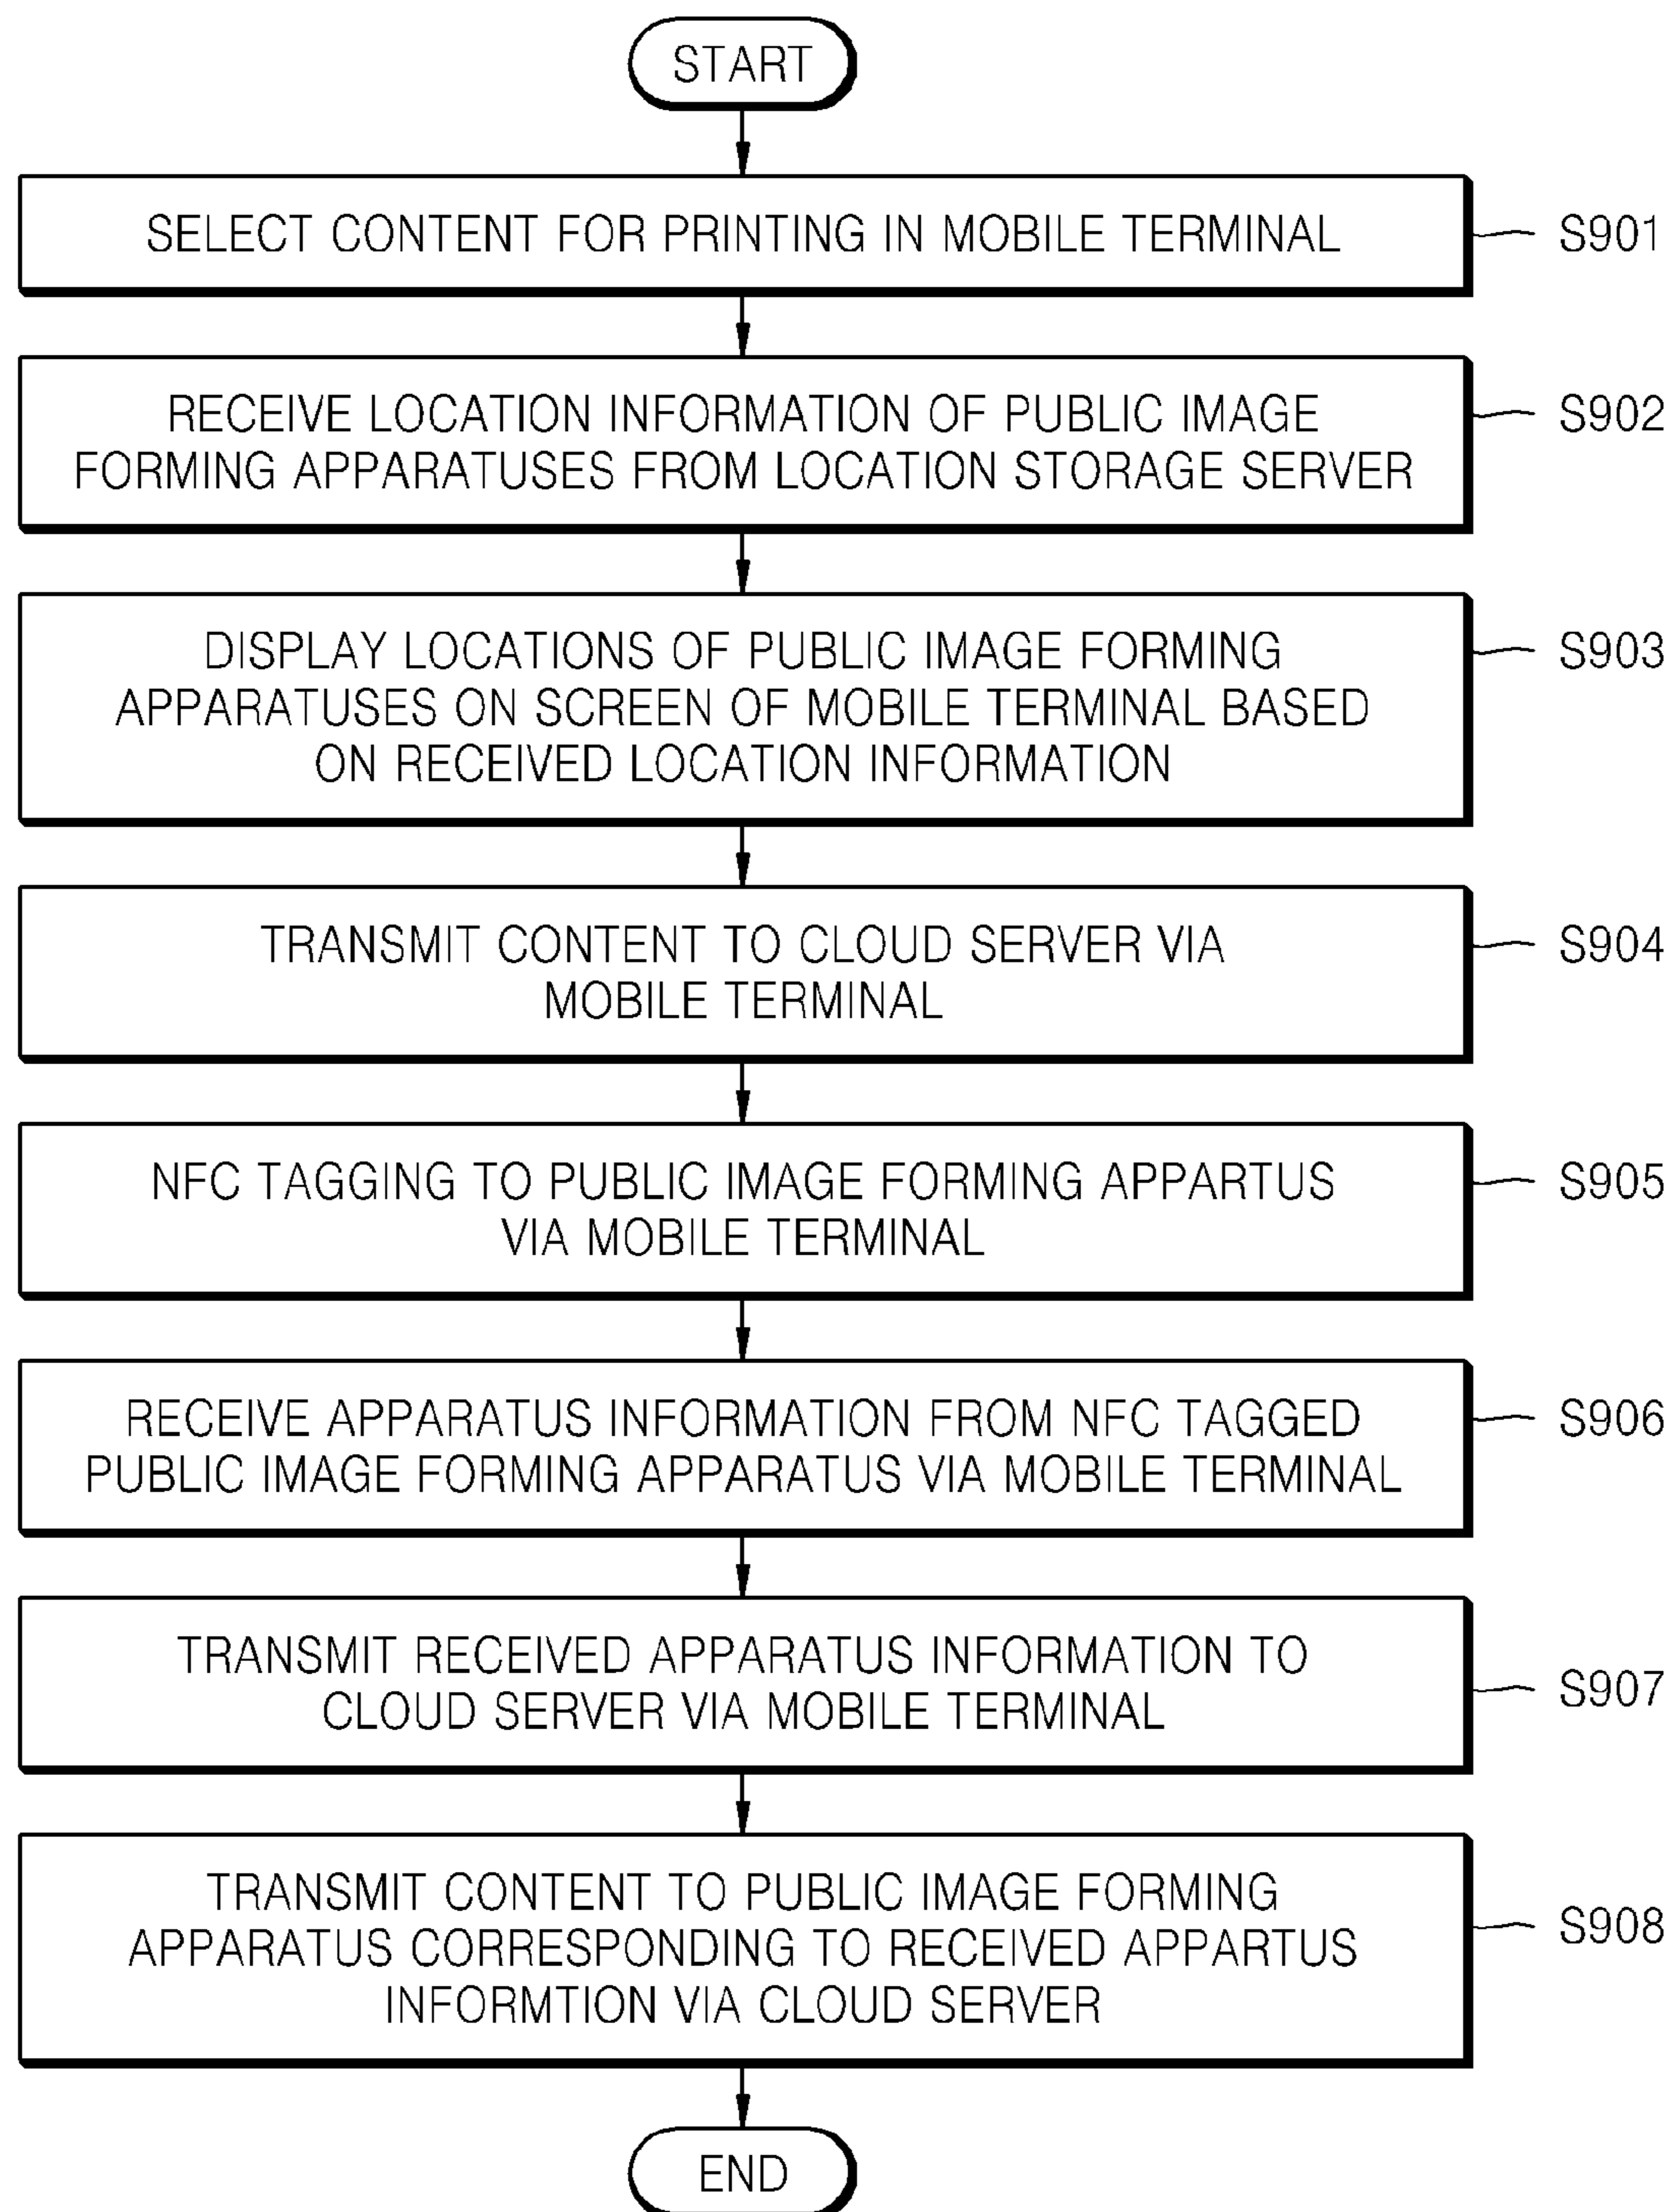 START
SELECT CONTENT FOR PRINTING IN MOBILE TERMINAL
S901
RECEIVE LOCATION INFORMATION OF PUBLIC IMAGE
FORMING APPARATUSES FROM LOCATION STORAGE SERVER
S902
DISPLAY LOCATIONS OF PUBLIC IMAGE FORMING
APPARATUSES ON SCREEN OF MOBILE TERMINAL BASED
ON RECEIVED LOCATION INFORMATION
S903
TRANSMIT CONTENT TO CLOUD SERVER VIA
MOBILE TERMINAL
S904
NFC TAGGING TO PUBLIC IMAGE FORMING APPARTUS
VIA MOBILE TERMINAL
S905
RECEIVE APPARATUS INFORMATION FROM NFC TAGGED
PUBLIC IMAGE FORMING APPARATUS VIA MOBILE TERMINAL
S906
TRANSMIT RECEIVED APPARATUS INFORMATION TO
CLOUD SERVER VIA MOBILE TERMINAL
S907
TRANSMIT CONTENT TO PUBLIC IMAGE FORMING
APPARATUS CORRESPONDING TO RECEIVED APPARTUS
INFORMTION VIA CLOUD SERVER
S908
END